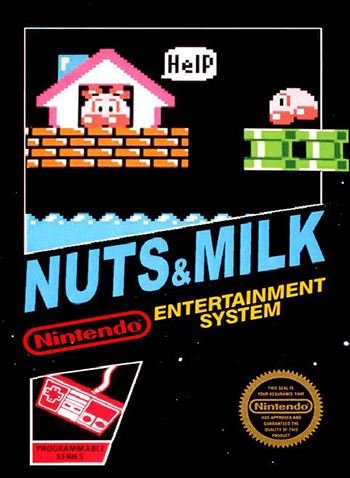 HELP
NUTS & MILK
Nintendo®
ENTERTAINMENT
SYSTEM
PROGRAMMABLE
SERIES
THIS SEAL IS
YOUR ASSURANCE THAT
Nintendo
HAS APPROVED AND
GUARANTEED THE
QUALITY OF THIS
PRODUCT